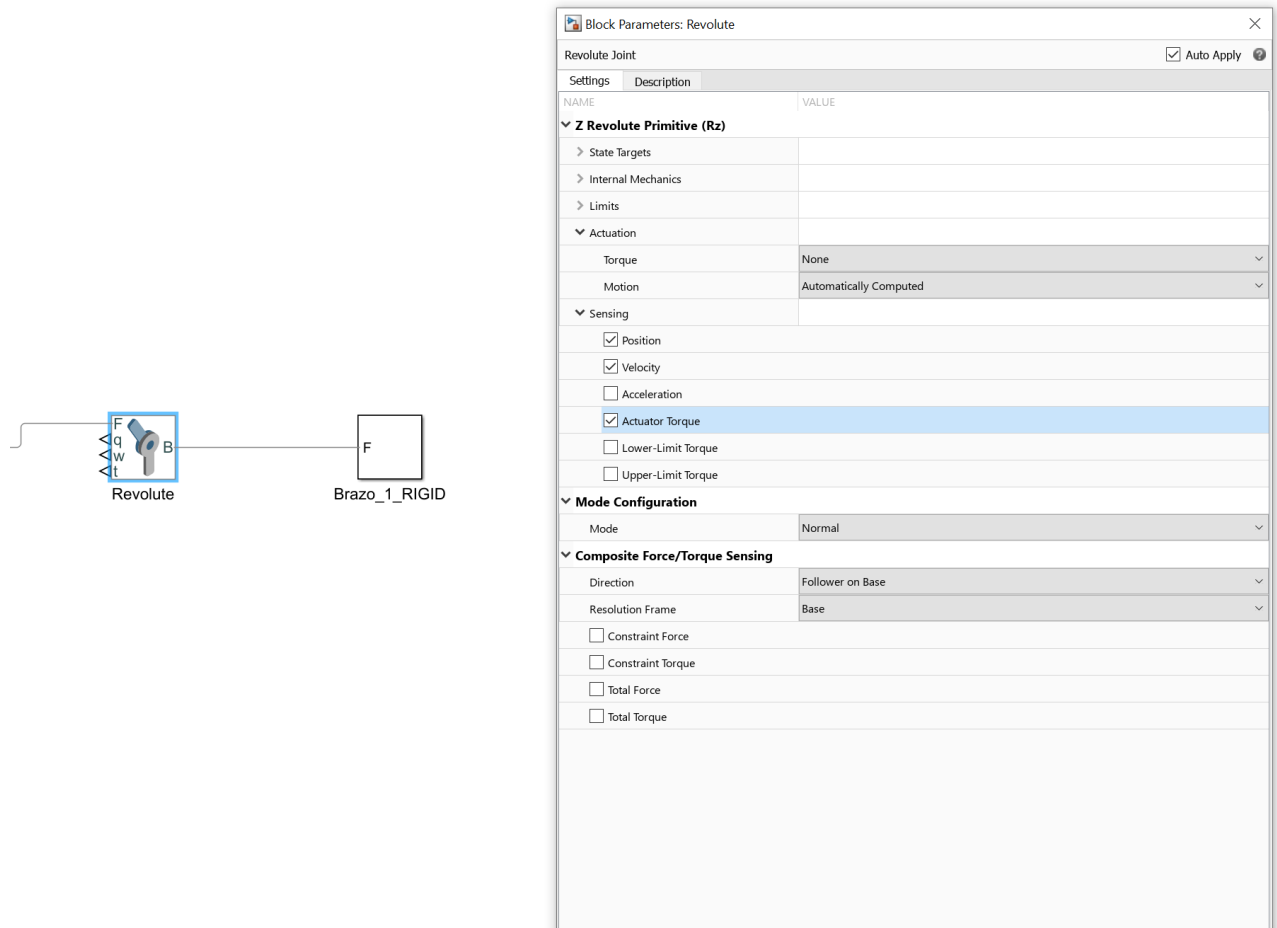 Block Parameters: Revolute
Revolute Joint
Auto Apply
Settings Description
NAME VALUE
Z Revolute Primitive (Rz)
State Targets
Internal Mechanics
Limits
Actuation
Torque None
Motion Automatically Computed
Sensing
Position
Velocity
Acceleration
Actuator Torque
Lower-Limit Torque
Upper-Limit Torque
Mode Configuration
Mode Normal
Composite Force/Torque Sensing
Direction Follower on Base
Resolution Frame Base
Constraint Force
Constraint Torque
Total Force
Total Torque
F
q
w
t
B
Revolute
F
Brazo_1_RIGID